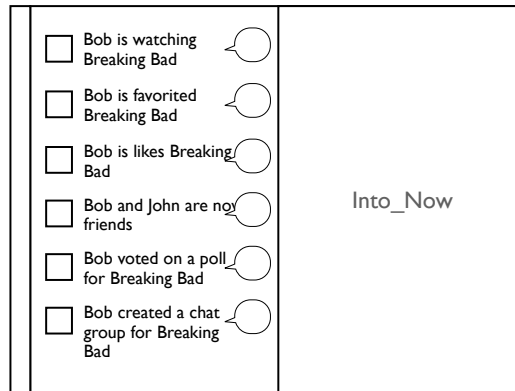 Bob is watching
Breaking Bad
Bob is favorited
Breaking Bad
Bob is likes Breaking
Bad
Bob and John are now
friends
Bob voted on a poll
for Breaking Bad
Bob created a chat
group for Breaking
Bad
Into_Now